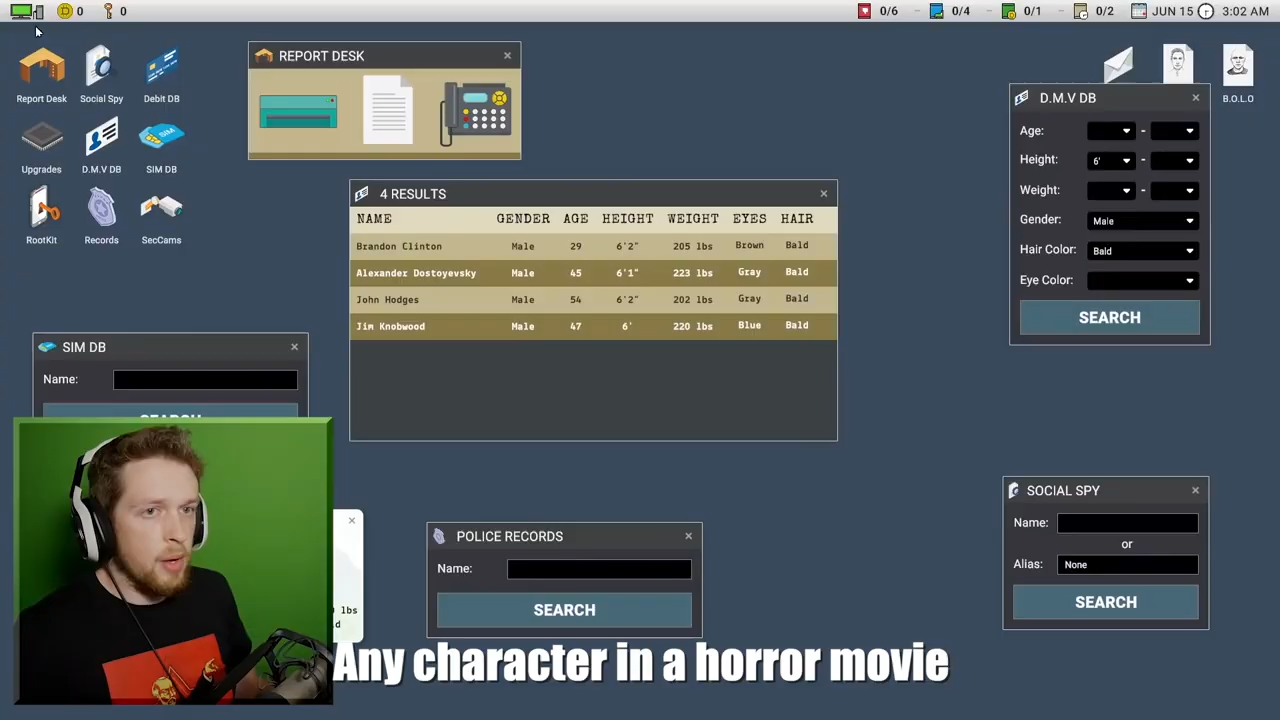 0
0
0/6
0/4
0/1
0/2
JUN 15
3:02 AM
Report Desk
Social Spy
Debit DB
Upgrades
D.M.V DB
SIM DB
RootKit
Records
SecCams
REPORT DESK
B.O.L.O
D.M.V DB
Age: -
Height: 6' -
Weight: -
Gender: Male
Hair Color: Bald
Eye Color:
SEARCH
4 RESULTS
NAME GENDER AGE HEIGHT WEIGHT EYES HAIR
Brandon Clinton Male 29 6'2" 205 lbs Brown Bald
Alexander Dostoyevsky Male 45 6'1" 223 lbs Gray Bald
John Hodges Male 54 6'2" 202 lbs Gray Bald
Jim Knobwood Male 47 6' 220 lbs Blue Bald
SIM DB
Name:
SEARCH
POLICE RECORDS
Name:
SEARCH
SOCIAL SPY
Name:
or
Alias: None
SEARCH
lbs
Any character in a horror movie